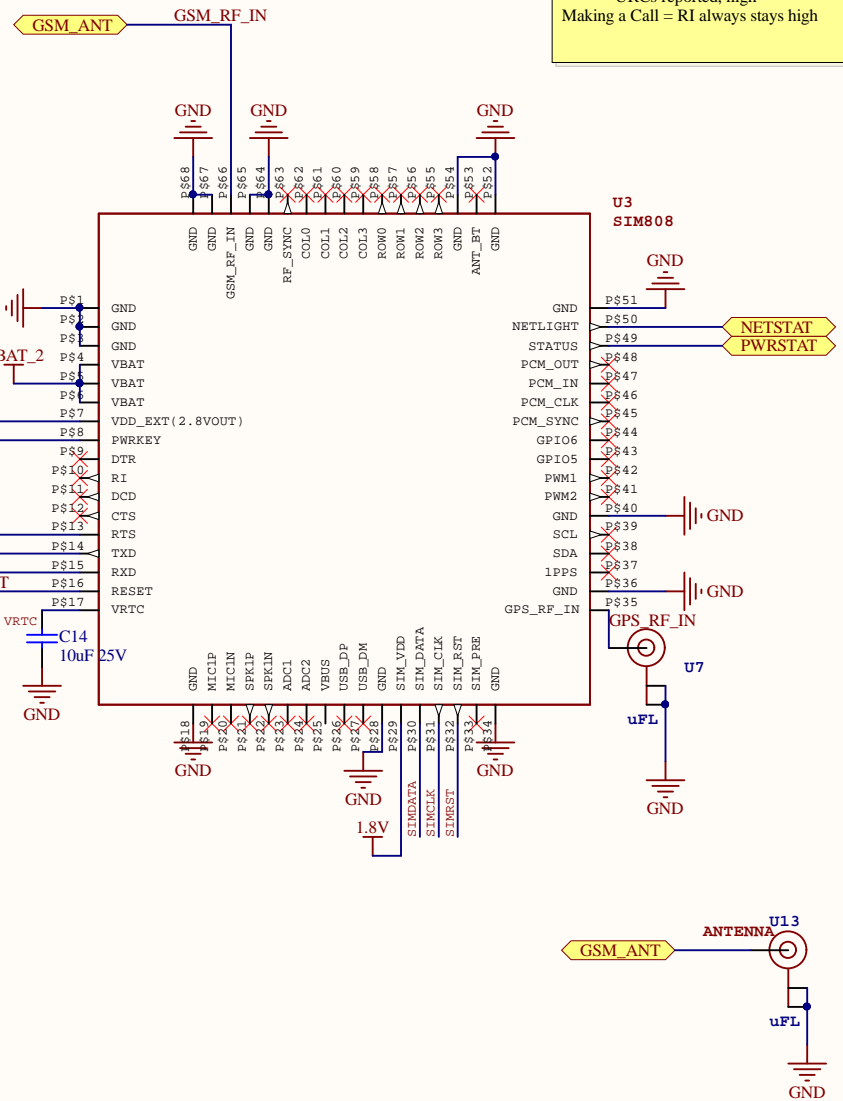 URCs reported, high
Making a Call = RI always stays high
GSM_ANT
GSM_RF_IN
GND
GND
GND
P$68
P$67
P$66
P$65
P$64
P$63
P$62
P$61
P$60
P$59
P$58
P$57
P$56
P$55
P$54
P$53
P$52
U3
SIM808
GND
GND
GSM_RF_IN
GND
GND
RF_SYNC
COL0
COL1
COL2
COL3
ROW0
ROW1
ROW2
ROW3
GND
ANT_BT
GND
GND
P$1 GND
P$2 GND
P$3 GND
BAT_2
P$4 VBAT
P$5 VBAT
P$6 VBAT
P$7 VDD_EXT(2.8VOUT)
P$8 PWRKEY
P$9 DTR
P$10 RI
P$11 DCD
P$12 CTS
P$13 RTS
P$14 TXD
P$15 RXD
T
P$16 RESET
P$17 VRTC
GND P$51
NETLIGHT P$50 NETSTAT
STATUS P$49 PWRSTAT
PCM_OUT P$48
PCM_IN P$47
PCM_CLK P$46
PCM_SYNC P$45
GPIO6 P$44
GPIO5 P$43
PWM1 P$42
PWM2 P$41
GND P$40 GND
SCL P$39
SDA P$38
1PPS P$37
GND P$36 GND
GPS_RF_IN P$35
GPS_RF_IN
U7
uFL
GND
VRTC
C14
10uF 25V
GND
GND
MIC1P
MIC1N
SPK1P
SPK1N
ADC1
ADC2
VBUS
USB_DP
USB_DM
GND
SIM_VDD
SIM_DATA
SIM_CLK
SIM_RST
SIM_PRE
GND
P$18
P$19
P$20
P$21
P$22
P$23
P$24
P$25
P$26
P$27
P$28
P$29
P$30
P$31
P$32
P$33
P$34
GND
GND
GND
1.8V
SIMDATA
SIMCLK
SIMRST
U13
ANTENNA
GSM_ANT
uFL
GND